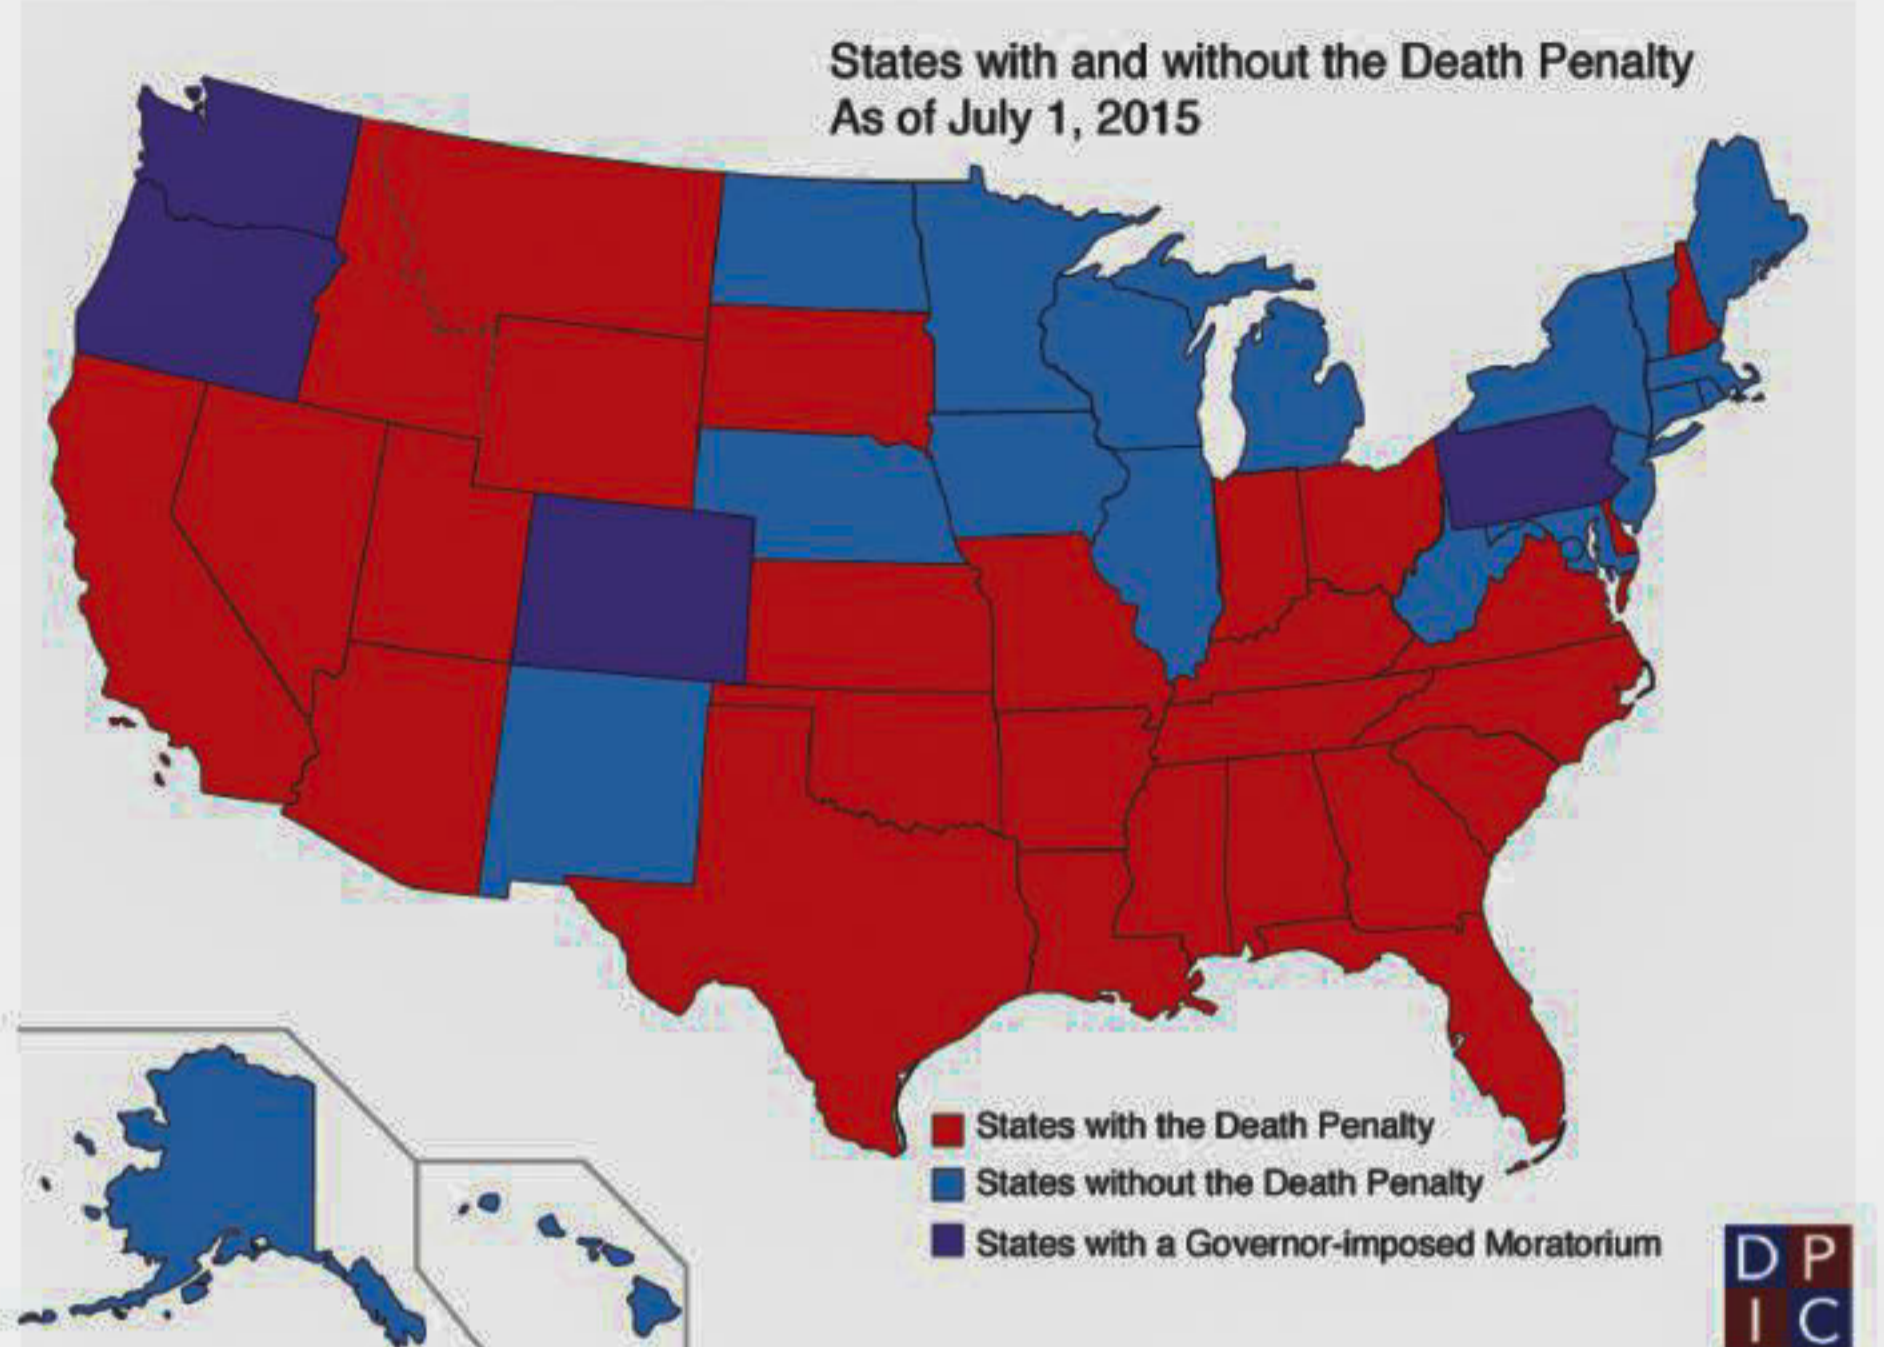 States with and without the Death Penalty
As of July 1, 2015
States with the Death Penalty
States without the Death Penalty
States with a Governor-imposed Moratorium
D P
I C